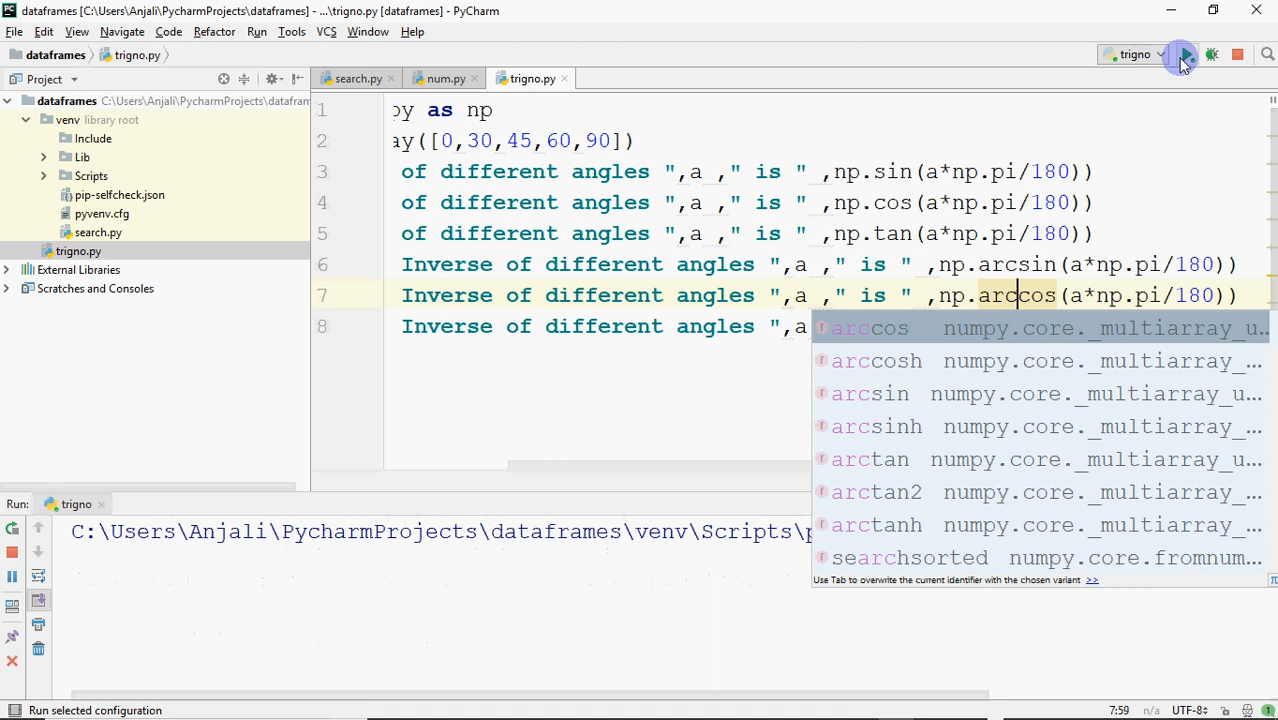 dataframes [C:\Users\Anjali\PycharmProjects\dataframes] - ...\trigno.py [dataframes] - PyCharm
File Edit View Navigate Code Refactor Run Tools VCS Window Help
dataframes trigno.py trigno
Project search.py num.py trigno.py
dataframes C:\Users\Anjali\PycharmProjects\datafram
venv library root
Include
Lib
Scripts
pip-selfcheck.json
pyvenv.cfg
search.py
trigno.py
External Libraries
Scratches and Consoles
1 py as np
2 ay([0,30,45,60,90])
3 of different angles ",a ," is " ,np.sin(a*np.pi/180))
4 of different angles ",a ," is " ,np.cos(a*np.pi/180))
5 of different angles ",a ," is " ,np.tan(a*np.pi/180))
6 Inverse of different angles ",a ," is " ,np.arcsin(a*np.pi/180))
7 Inverse of different angles ",a ," is " ,np.arccos(a*np.pi/180))
8 Inverse of different angles ",a
arccos numpy.core._multiarray_u...
arccosh numpy.core._multiarray_...
arcsin numpy.core._multiarray_u...
arcsinh numpy.core._multiarray_...
arctan numpy.core._multiarray_u...
arctan2 numpy.core._multiarray_...
arctanh numpy.core._multiarray_...
searchsorted numpy.core.fromnum...
Use Tab to overwrite the current identifier with the chosen variant >>
Run: trigno
C:\Users\Anjali\PycharmProjects\dataframes\venv\Scripts\p
Run selected configuration 7:59 n/a UTF-8